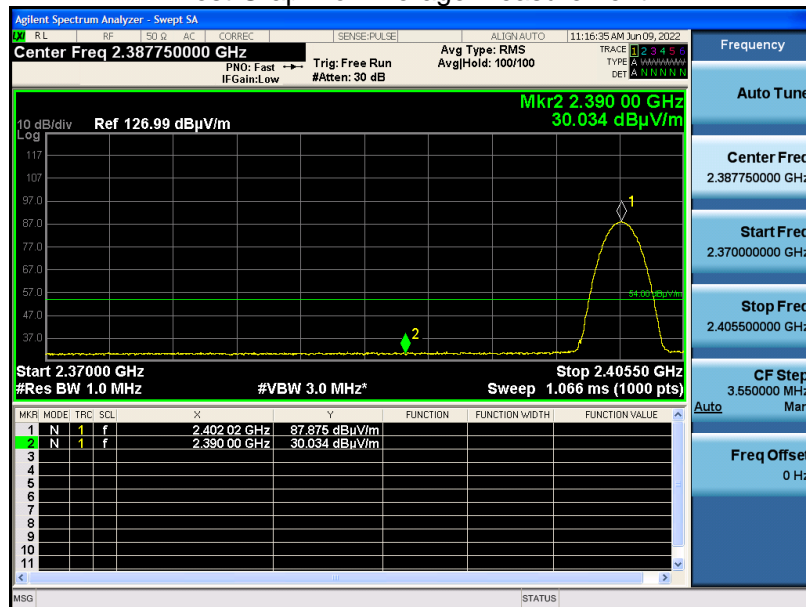 Agilent Spectrum Analyzer - Swept SA
LXI RL RF 50 Ω AC CORREC SENSE:PULSE ALIGN AUTO 11:16:35 AM Jun 09, 2022
Center Freq 2.387750000 GHz
PNO: Fast
IFGain:Low
Trig: Free Run
#Atten: 30 dB
Avg Type: RMS
Avg|Hold: 100/100
TRACE 1 2 3 4 5 6
TYPE A WWWWW
DET A N N N N N
Mkr2 2.390 00 GHz
30.034 dBµV/m
10 dB/div Ref 126.99 dBµV/m
Log
117
107
97.0
87.0
77.0
67.0
57.0
47.0
37.0
1
2
54.00 dBµV/m
Start 2.37000 GHz Stop 2.40550 GHz
#Res BW 1.0 MHz #VBW 3.0 MHz* Sweep 1.066 ms (1000 pts)
MKR MODE TRC SCL X Y FUNCTION FUNCTION WIDTH FUNCTION VALUE
1 N 1 f 2.402 02 GHz 87.875 dBµV/m
2 N 1 f 2.390 00 GHz 30.034 dBµV/m
3
4
5
6
7
8
9
10
11
MSG STATUS
Frequency
Auto Tune
Center Freq
2.387750000 GHz
Start Freq
2.370000000 GHz
Stop Freq
2.405500000 GHz
CF Step
3.550000 MHz
Auto Man
Freq Offset
0 Hz